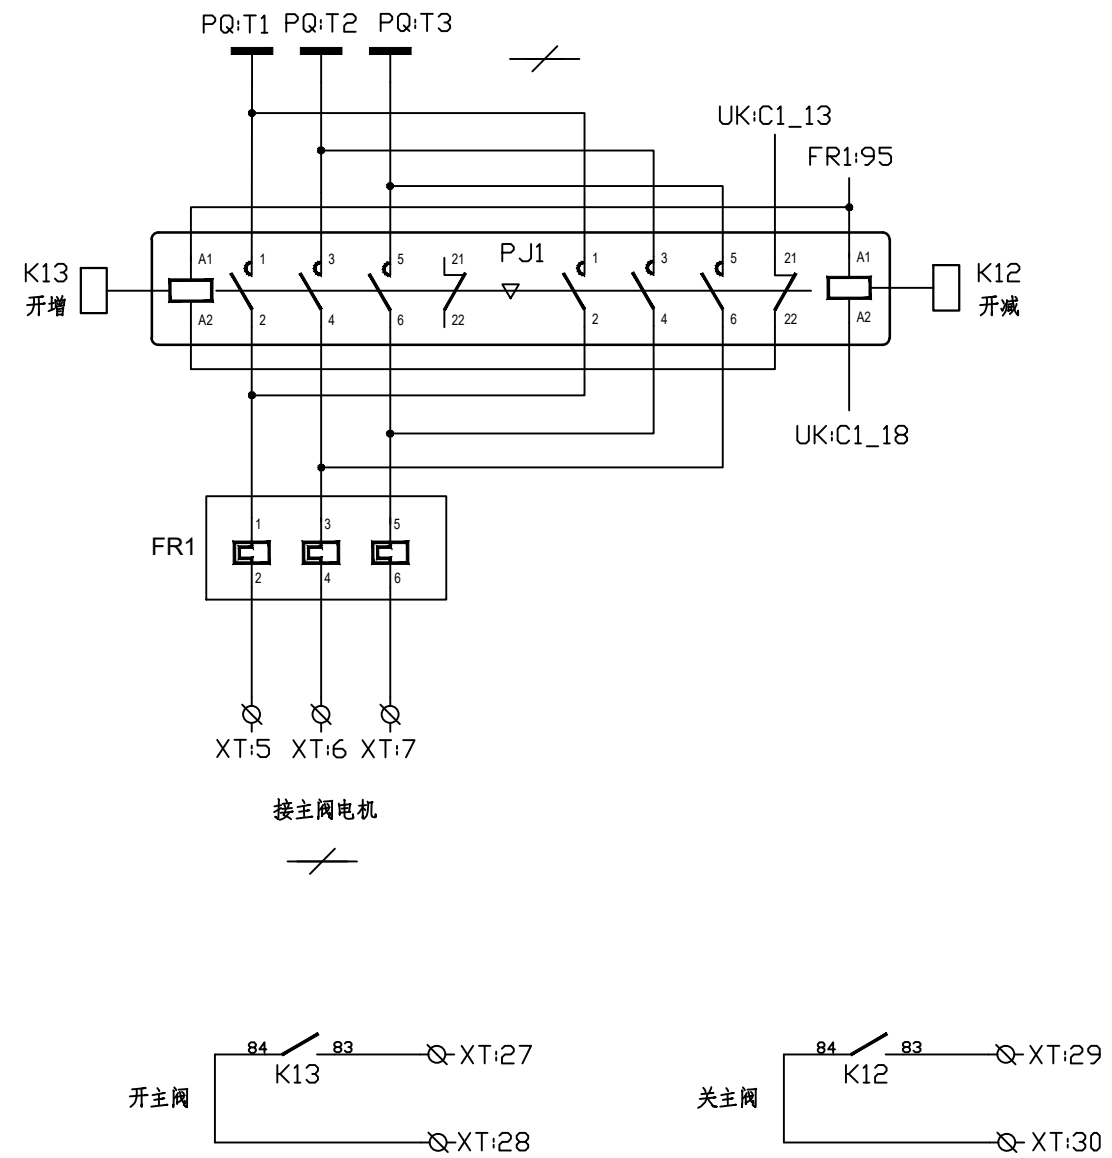 PQ:T1 PQ:T2 PQ:T3
UK:C1_13
FR1:95
K13
开增
A1 1 3 5 21 PJ1 1 3 5 21 A1
A2 2 4 6 22 2 4 6 22 A2
K12
开减
UK:C1_18
FR1
1 3 5
2 4 6
XT:5 XT:6 XT:7
接主阀电机
84 83 XT:27
K13
开主阀
XT:28
84 83 XT:29
K12
关主阀
XT:30